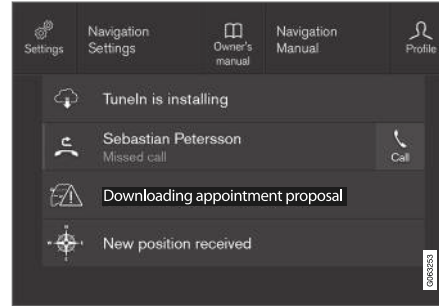 Settings
Navigation
Settings
Owner's
manual
Navigation
Manual
Profile
TuneIn is installing
Sebastian Petersson
Missed call
Call
Downloading appointment proposal
New position received
G063253